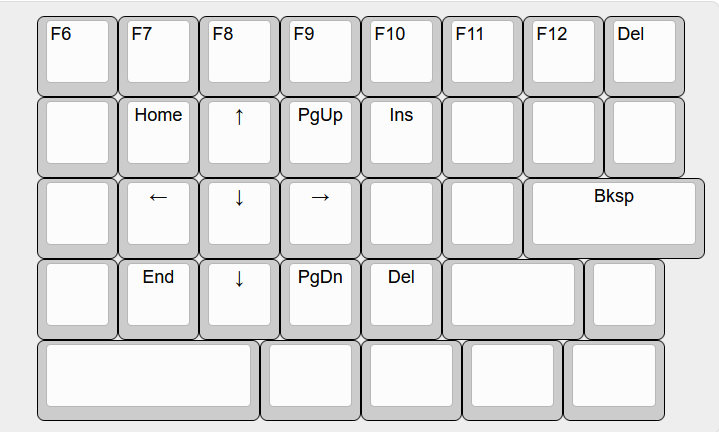 F6 F7 F8 F9 F10 F11 F12 Del
Home ↑ PgUp Ins
← ↓ → Bksp
End ↓ PgDn Del